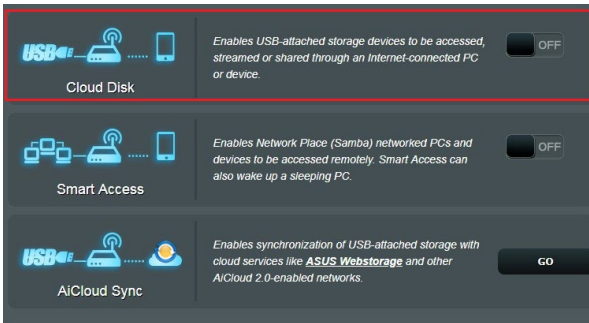 Enables USB-attached storage devices to be accessed,
USB
streamed or shared through an Internet-connected PC
OFF
or device.
Cloud Disk
Enables Network Place (Samba) networked PCs and
devices to be accessed remotely. Smart Access can
OFF
also wake up a sleeping PC.
Smart Access
Enables synchronization of USB-attached storage with
USB
cloud services like ASUS Webstorage and other
GO
AiCloud 2.0-enabled networks.
AiCloud Sync